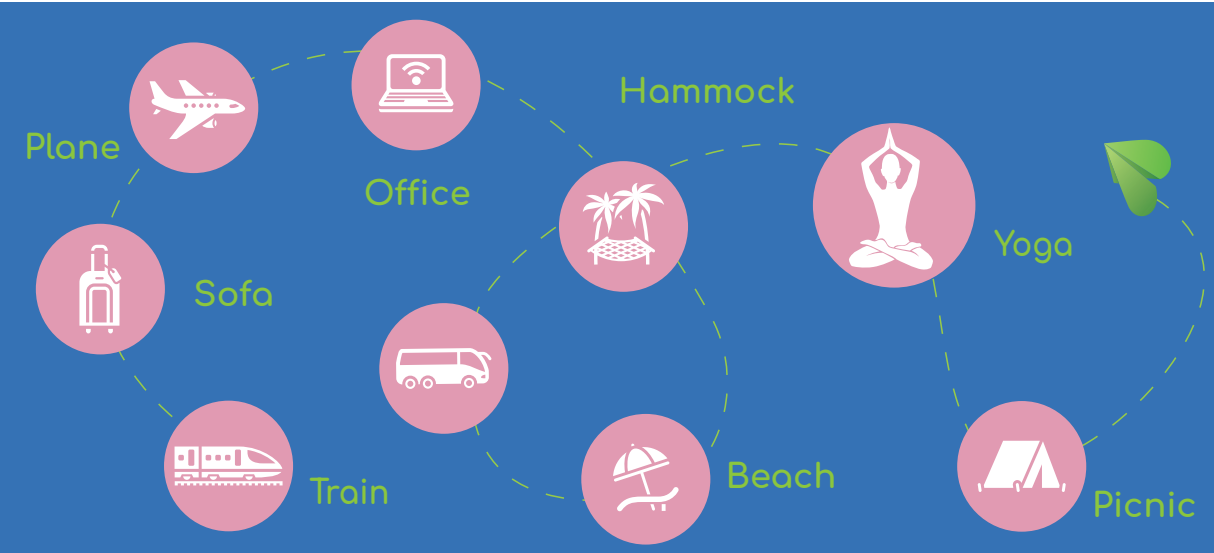 Hammock
Plane
Office
Yoga
Sofa
Beach
Train
Picnic